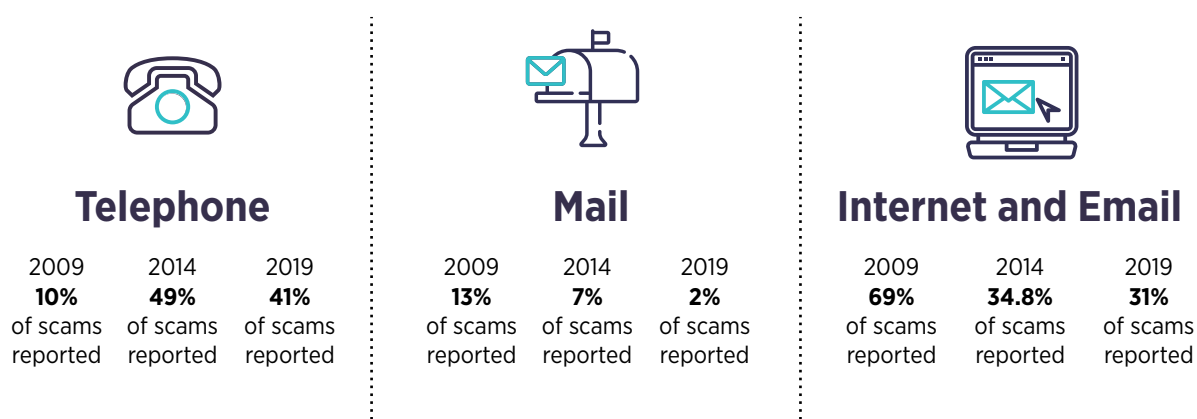 Telephone
2009
10%
of scams
reported
2014
49%
of scams
reported
2019
41%
of scams
reported
Mail
2009
13%
of scams
reported
2014
7%
of scams
reported
2019
2%
of scams
reported
Internet and Email
2009
69%
of scams
reported
2014
34.8%
of scams
reported
2019
31%
of scams
reported